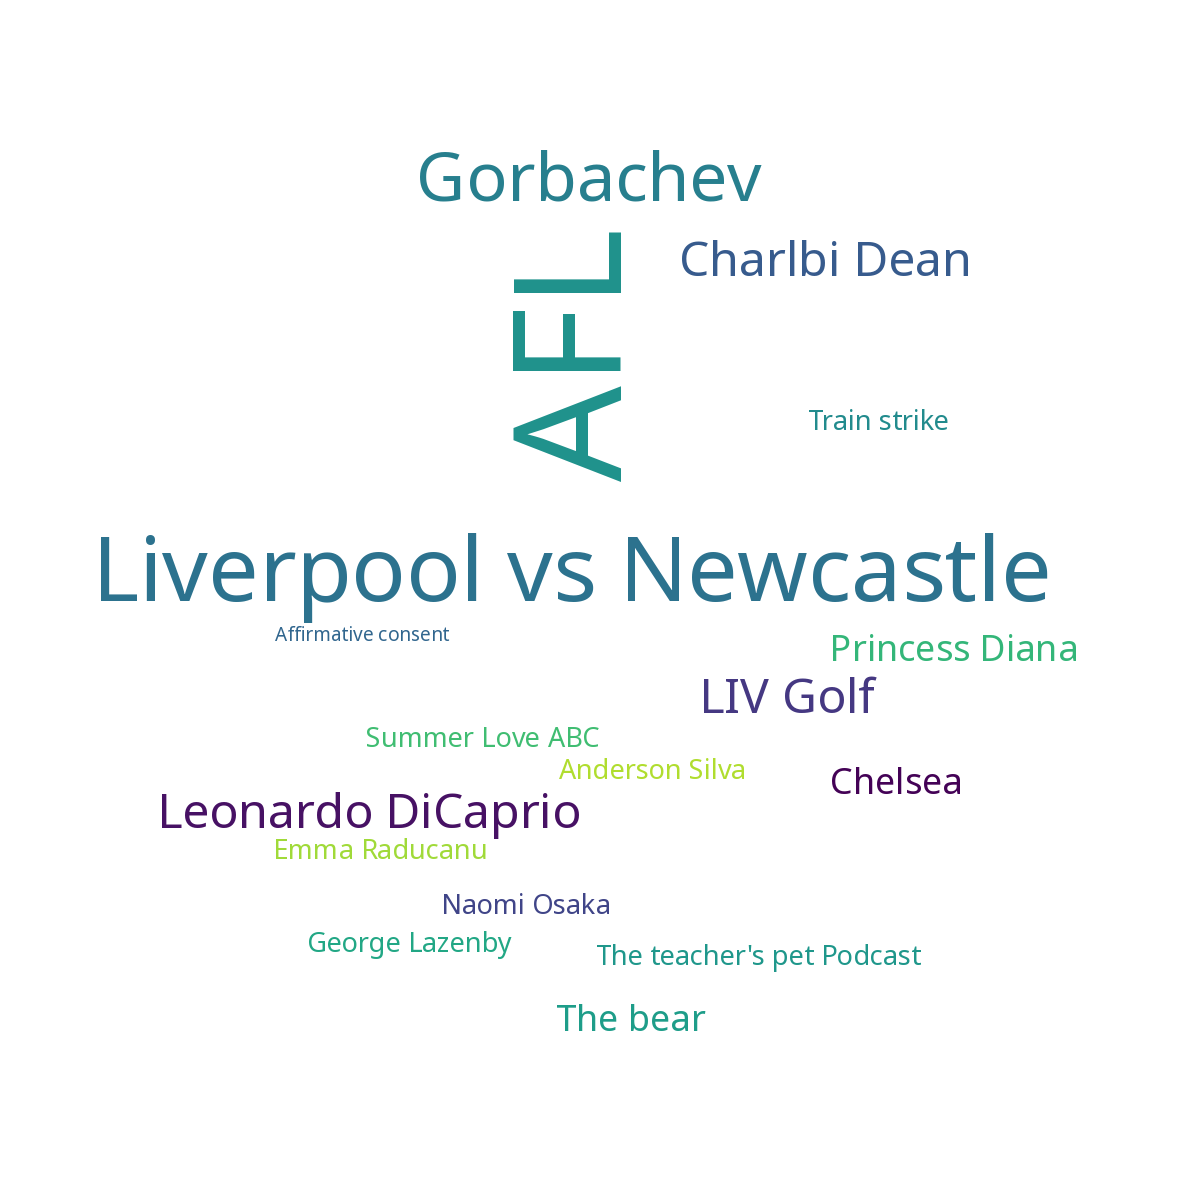 Gorbachev
AFL
Charlbi Dean
Train strike
Liverpool vs Newcastle
Affirmative consent
Princess Diana
LIV Golf
Summer Love ABC
Anderson Silva
Chelsea
Leonardo DiCaprio
Emma Raducanu
Naomi Osaka
George Lazenby
The teacher's pet Podcast
The bear